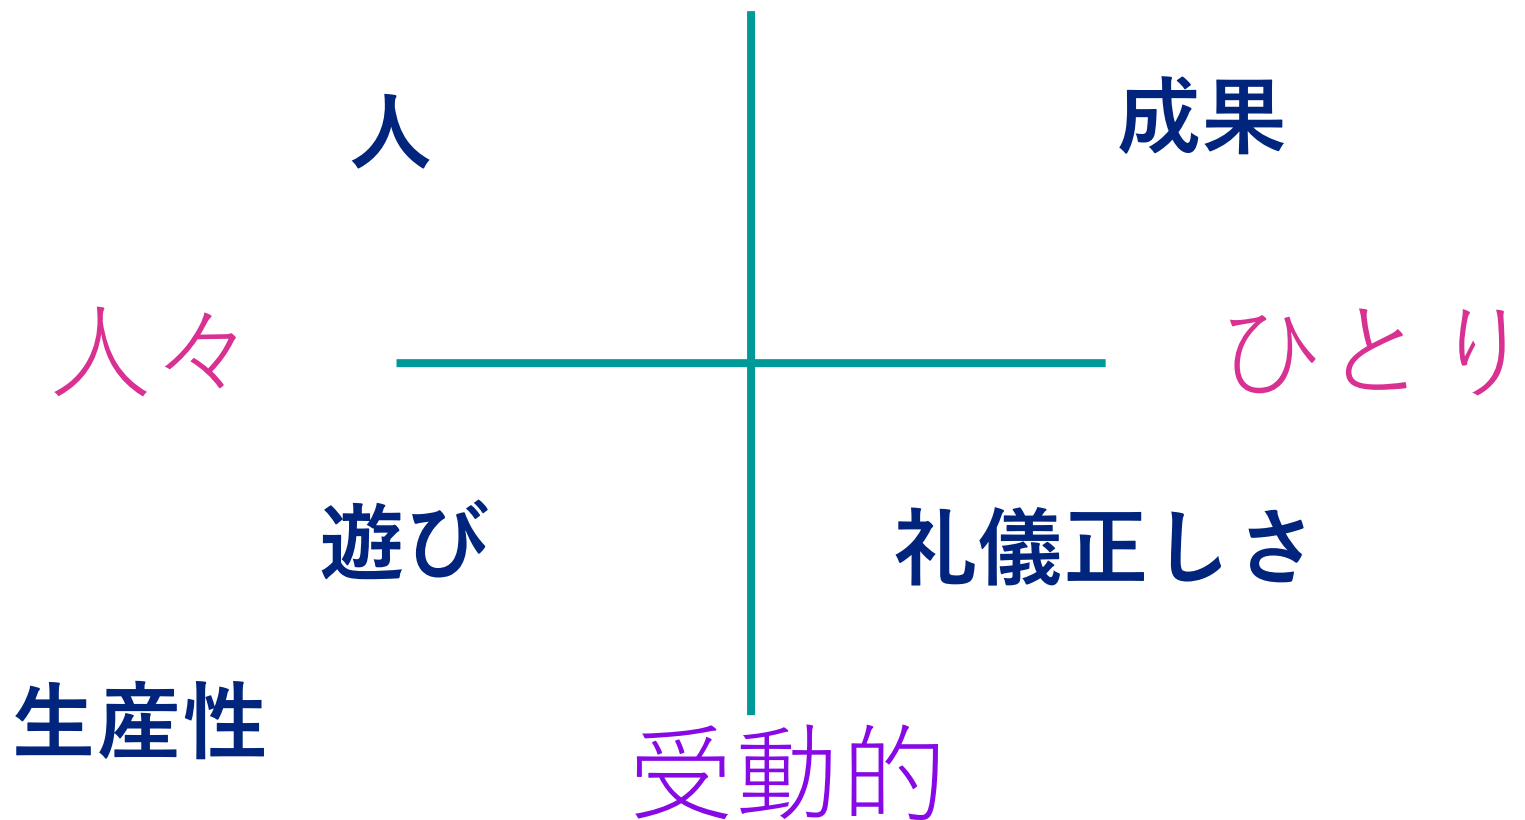 人
成果
人々
ひとり
遊び
礼儀正しさ
生産性
受動的